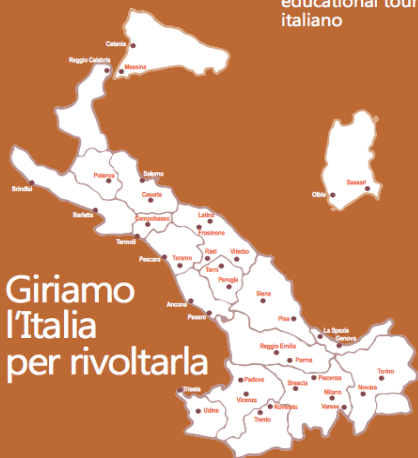 educational tour
italiano
Catania
Reggio Calabria
Messina
Potenza
Salerno
Brindisi
Caserta
Sassari
Olbia
Barletta
Campobasso
Latina
Frosinone
Termoli
Pescara
Teramo
Rieti
Viterbo
Terni
Perugia
Giriamo
l'Italia
per rivoltarla
Ancona
Siena
Pesaro
Pisa
La Spezia
Genova
Reggio Emilia
Parma
Trieste
Padova
Piacenza
Torino
Brescia
Vicenza
Milano
Novara
Udine
Rovereto
Varese
Trento